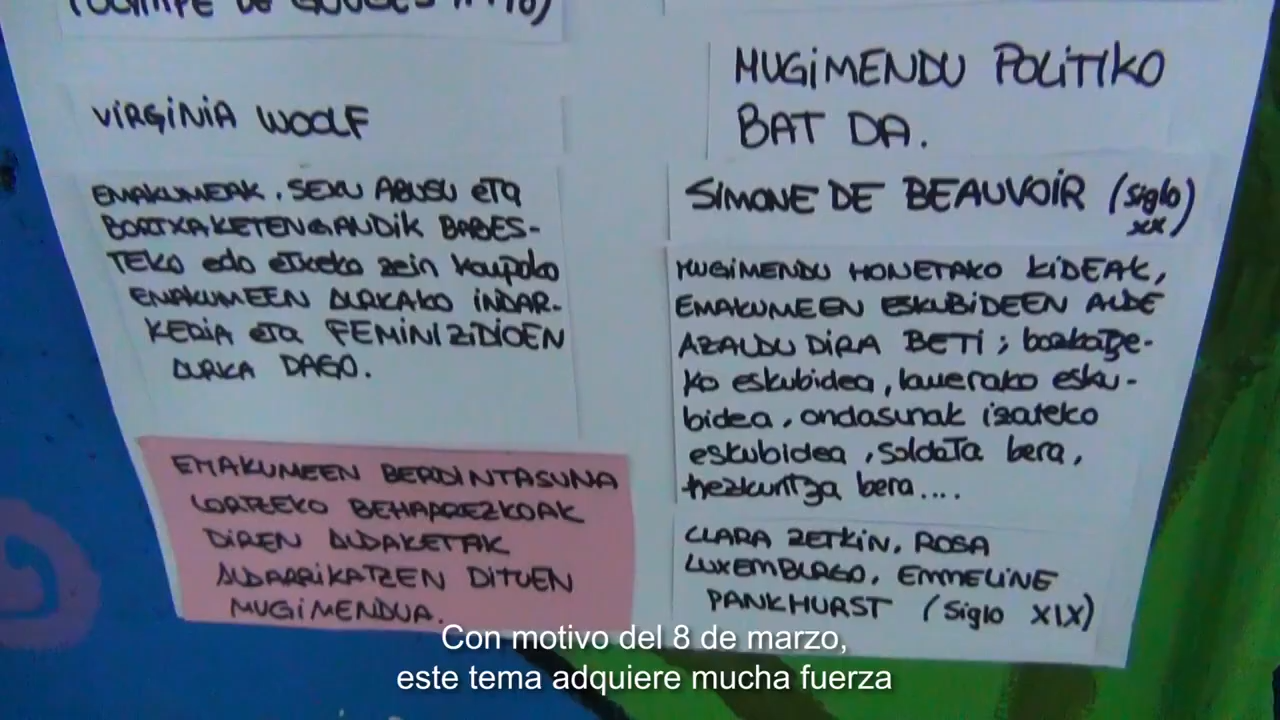 (OLIMPE DE GOUGES
VIRGINIA WOOLF
EMAKUMEAK, SEXU ABUSU eTA
BORTXAKETENGANDIK BABES-
TEKO edo eTxeko zein kanpoko
EMAKUMEEN AURKAKO INDAR-
KERIA eTa FEMINIZIDIOEN
AURKA DAGO.
EMAKUMEEN BERDINTASUNA
LORTZEKO BEHARREZKOAK
DIREN ALDAKETAK
ALDARRIKATZEN DITUEN
MUGIMENDUA.
MUGIMENDU POLITIKO
BAT DA.
SIMONE DE BEAUVOIR (Siglo
XX)
MUGIMENDU HONETAKO KIDEAK,
EMAKUMEEN ESKUBIDEEN ALDE
AZALDU DIRA BETI; bozkatze-
ko eskubidea, lanerako esku-
bidea, ondasunak izateko
eskubidea, soldaTa bera,
hezkuntza bera....
CLARA ZETKIN, ROSA
LUXEMBURGO, EMMELINE
PANKHURST (Siglo XIX)
Con motivo del 8 de marzo,
este tema adquiere mucha fuerza